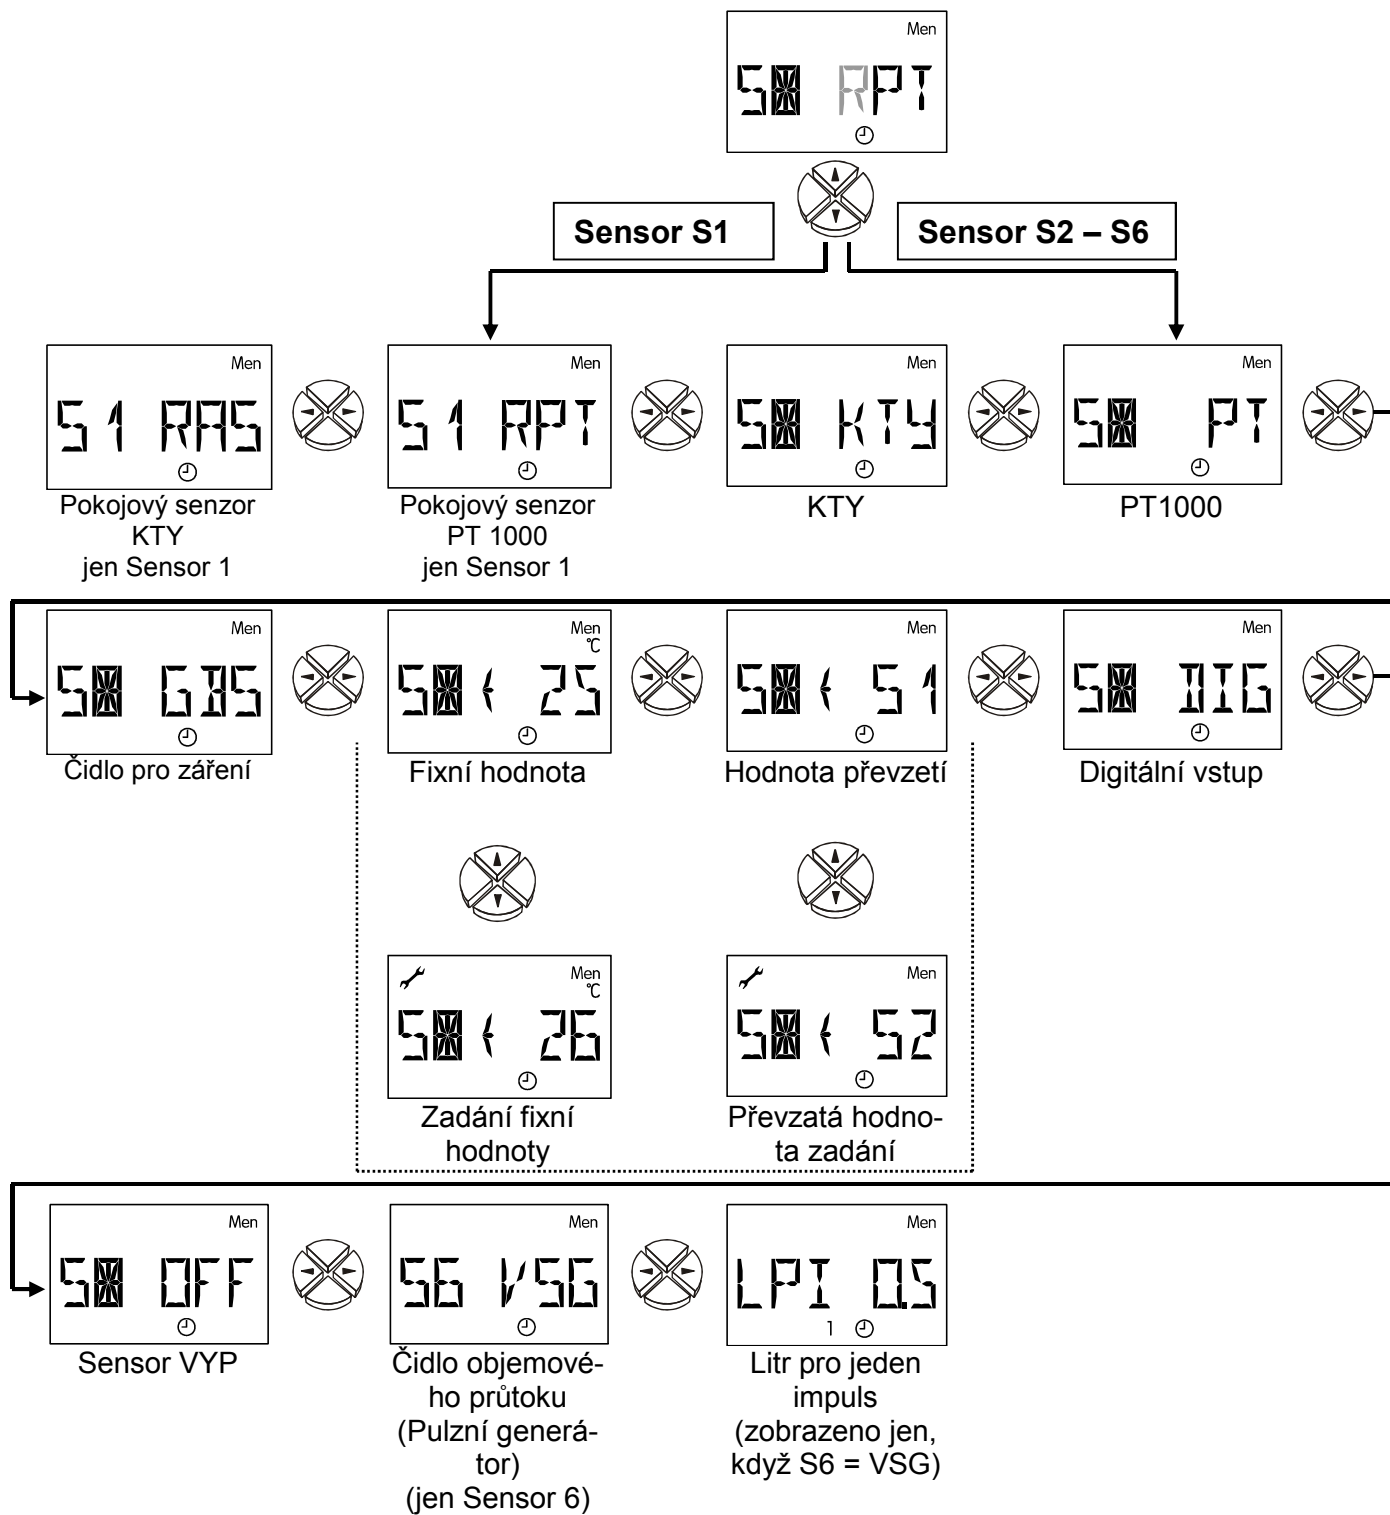 Men
S※ RPT
Sensor S1
Sensor S2 – S6
Men
S1 RAS
Pokojový senzor
KTY
jen Sensor 1
Men
S1 RPT
Pokojový senzor
PT 1000
jen Sensor 1
Men
S※ KTY
KTY
Men
S※ PT
PT1000
Men
S※ GBS
Čidlo pro záření
Men
°C
S※ < 25
Fixní hodnota
Men
S※ < S1
Hodnota převzetí
Men
S※ DIG
Digitální vstup
Men
°C
S※ < 26
Zadání fixní
hodnoty
Men
S※ < S2
Převzatá hodno-
ta zadání
Men
S※ OFF
Sensor VYP
Men
S6 VSG
Čidlo objemové-
ho průtoku
(Pulzní generá-
tor)
(jen Sensor 6)
Men
LPI 0.5
1
Litr pro jeden
impuls
(zobrazeno jen,
když S6 = VSG)